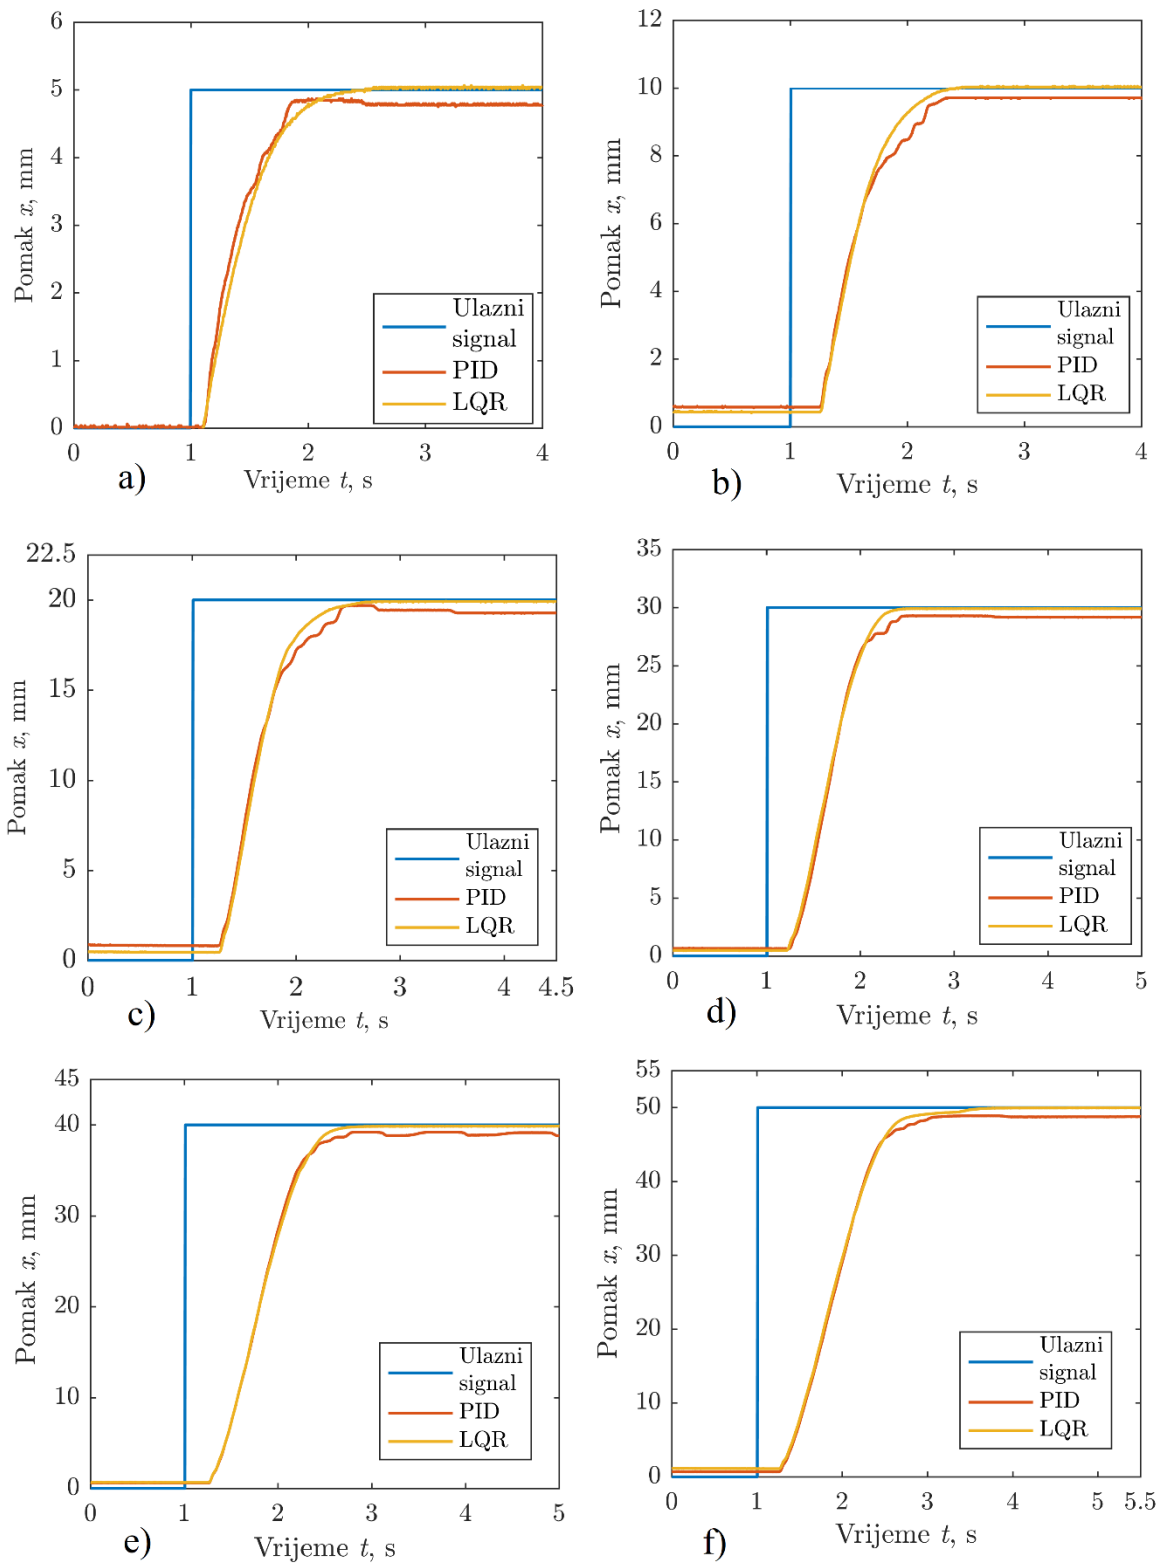 6
5
4
3
2
1
0
Pomak x, mm
Ulazni
signal
PID
LQR
0 1 2 3 4
a) Vrijeme t, s
12
10
8
6
4
2
0
Pomak x, mm
Ulazni
signal
PID
LQR
0 1 2 3 4
b) Vrijeme t, s
22.5
20
15
10
5
0
Pomak x, mm
Ulazni
signal
PID
LQR
0 1 2 3 4 4.5
c) Vrijeme t, s
35
30
25
20
15
10
5
0
Pomak x, mm
Ulazni
signal
PID
LQR
0 1 2 3 4 5
d) Vrijeme t, s
45
40
30
20
10
0
Pomak x, mm
Ulazni
signal
PID
LQR
0 1 2 3 4 5
e) Vrijeme t, s
55
50
40
30
20
10
0
Pomak x, mm
Ulazni
signal
PID
LQR
0 1 2 3 4 5 5.5
f) Vrijeme t, s